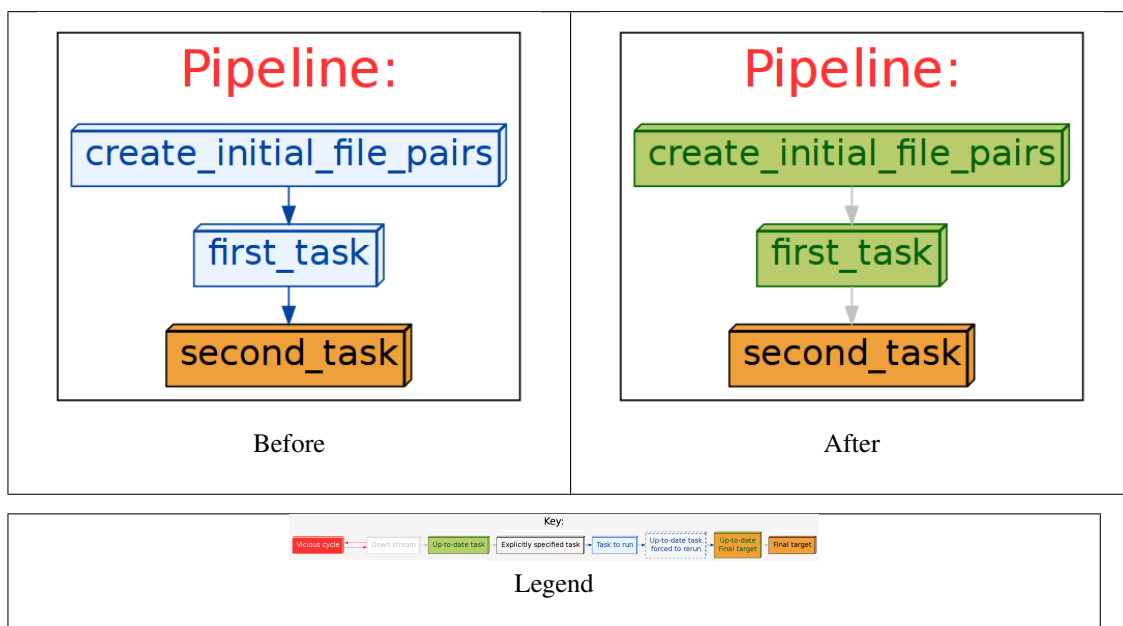 Pipeline:
create_initial_file_pairs
first_task
second_task
Before
Pipeline:
create_initial_file_pairs
first_task
second_task
After
Key:
Vicious cycle
Down stream
Up-to-date task
Explicitly specified task
Task to run
Up-to-date task
forced to rerun
Up-to-date
Final target
Final target
Legend